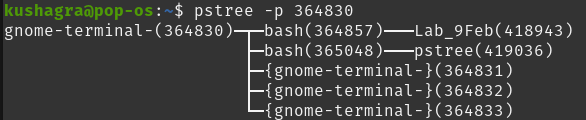 kushagra@pop-os:~$ pstree -p 364830
gnome-terminal-(364830)─┬─bash(364857)───Lab_9Feb(418943)
                        ├─bash(365048)───pstree(419036)
                        ├─{gnome-terminal-}(364831)
                        ├─{gnome-terminal-}(364832)
                        └─{gnome-terminal-}(364833)